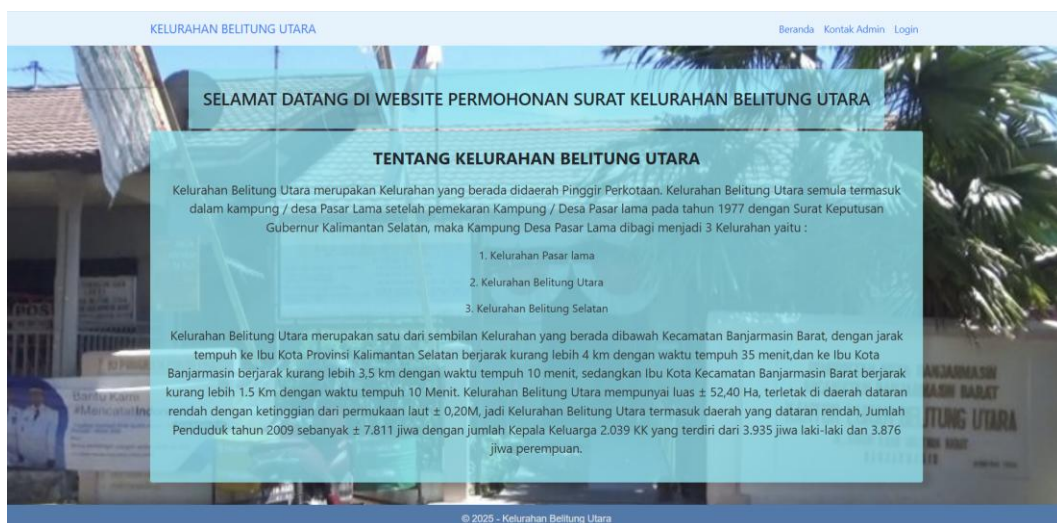 KELURAHAN BELITUNG UTARA
Beranda Kontak Admin Login
SELAMAT DATANG DI WEBSITE PERMOHONAN SURAT KELURAHAN BELITUNG UTARA
TENTANG KELURAHAN BELITUNG UTARA
Kelurahan Belitung Utara merupakan Kelurahan yang berada didaerah Pinggir Perkotaan. Kelurahan Belitung Utara semula termasuk
dalam kampung / desa Pasar Lama setelah pemekaran Kampung / Desa Pasar lama pada tahun 1977 dengan Surat Keputusan
Gubernur Kalimantan Selatan, maka Kampung Desa Pasar Lama dibagi menjadi 3 Kelurahan yaitu :
1. Kelurahan Pasar lama
2. Kelurahan Belitung Utara
3. Kelurahan Belitung Selatan
Kelurahan Belitung Utara merupakan satu dari sembilan Kelurahan yang berada dibawah Kecamatan Banjarmasin Barat, dengan jarak
tempuh ke Ibu Kota Provinsi Kalimantan Selatan berjarak kurang lebih 4 km dengan waktu tempuh 35 menit,dan ke Ibu Kota
Banjarmasin berjarak kurang lebih 3,5 km dengan waktu tempuh 10 menit, sedangkan Ibu Kota Kecamatan Banjarmasin Barat berjarak
kurang lebih 1.5 Km dengan waktu tempuh 10 Menit. Kelurahan Belitung Utara mempunyai luas ± 52,40 Ha, terletak di daerah dataran
rendah dengan ketinggian dari permukaan laut ± 0,20M, jadi Kelurahan Belitung Utara termasuk daerah yang dataran rendah, Jumlah
Penduduk tahun 2009 sebanyak ± 7.811 jiwa dengan jumlah Kepala Keluarga 2.039 KK yang terdiri dari 3.935 jiwa laki-laki dan 3.876
jiwa perempuan.
POS
Bantu Kami
ANJARMASIN
MASIN BARAT
ITUNG UTARA
© 2025 - Kelurahan Belitung Utara